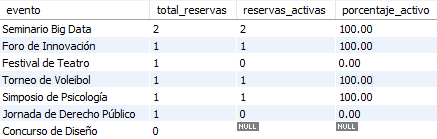 evento total_reservas reservas_activas porcentaje_activo
Seminario Big Data 2 2 100.00
Foro de Innovación 1 1 100.00
Festival de Teatro 1 0 0.00
Torneo de Voleibol 1 1 100.00
Simposio de Psicología 1 1 100.00
Jornada de Derecho Público 1 0 0.00
Concurso de Diseño 0 NULL NULL